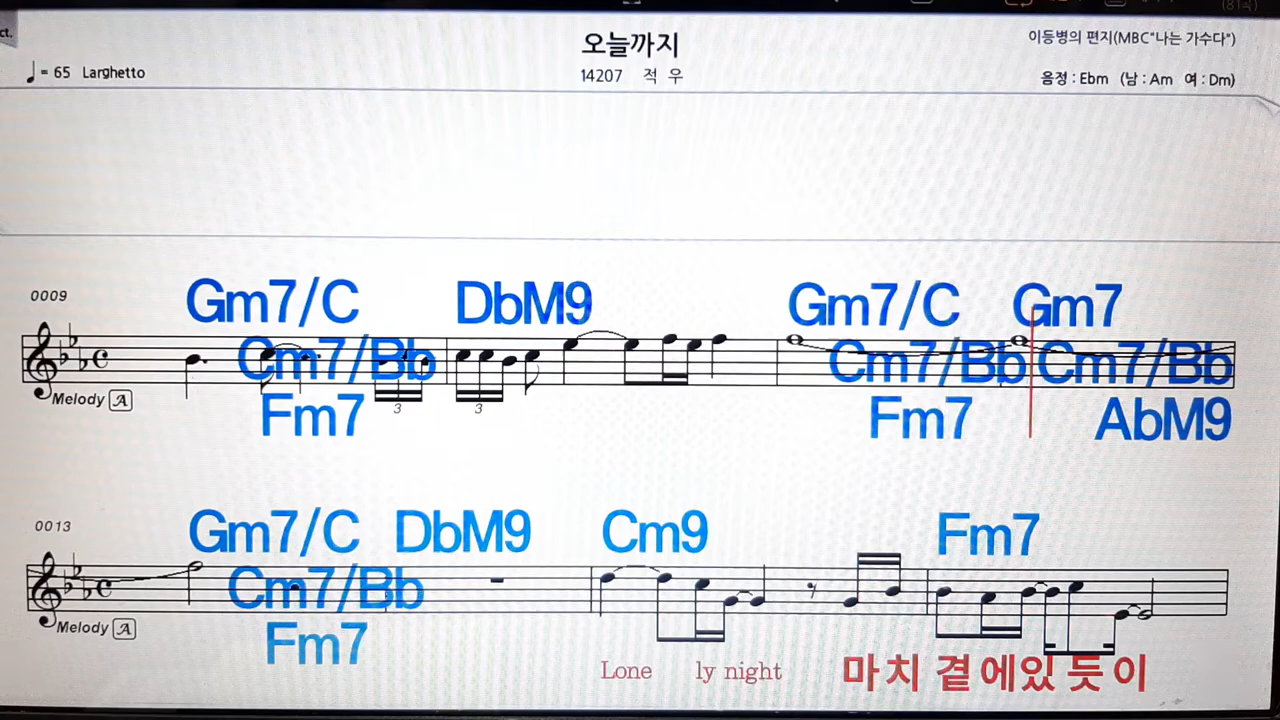 ct.
오늘까지
이등병의 편지(MBC"나는 가수다")
♩ = 65 Larghetto
14207 적 우
음정 : Ebm (남 : Am 여 : Dm)
0009
Gm7/C DbM9 Gm7/C Gm7
Cm7/Bb Cm7/Bb Cm7/Bb
Melody A
3 3
Fm7 Fm7 AbM9
0013
Gm7/C DbM9 Cm9 Fm7
Cm7/Bb
Melody A
Fm7
Lone ly night 마치 곁에있 듯 이